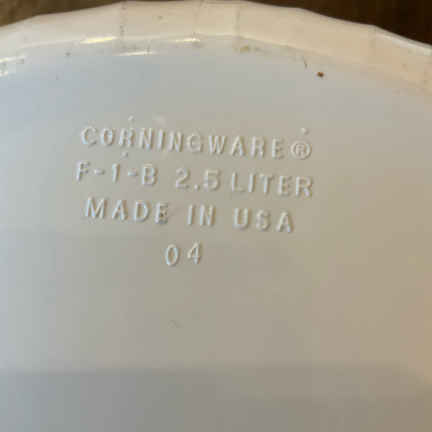 CORNINGWARE®
F-1-B 2.5 LITER
MADE IN USA
04